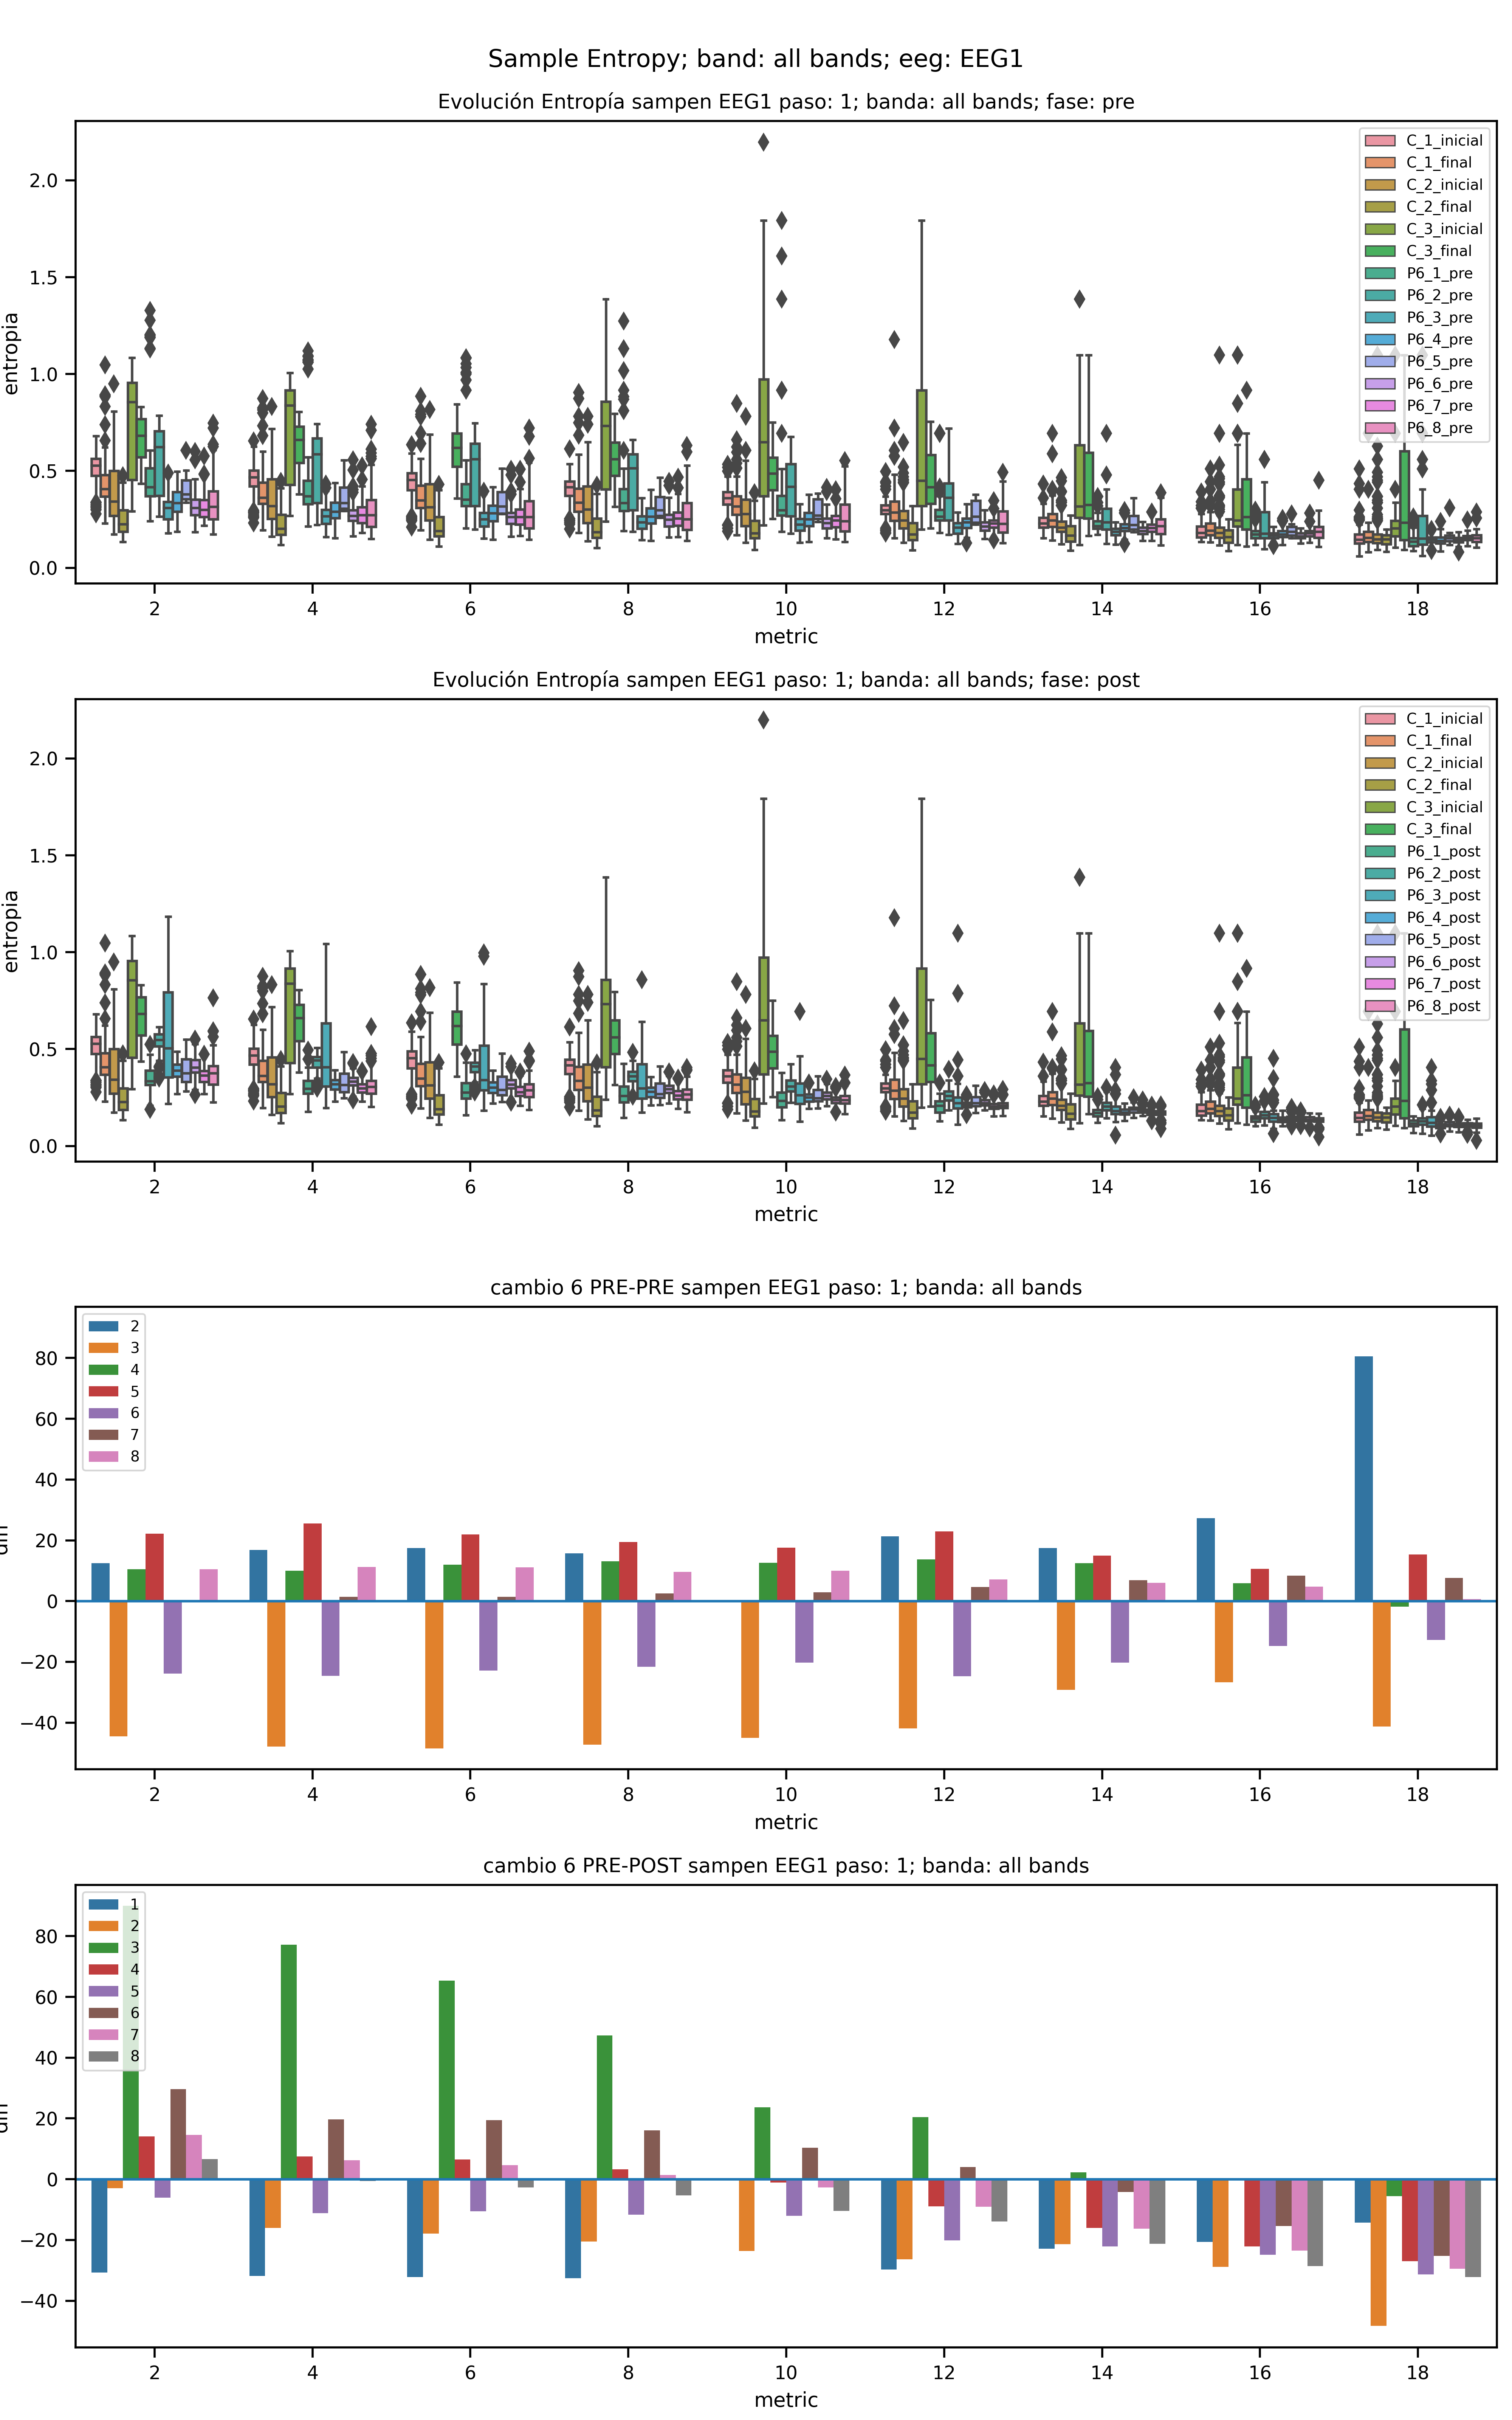 Sample Entropy; band: all bands; eeg: EEG1
Evolución Entropía sampen EEG1 paso: 1; banda: all bands; fase: pre
entropia
2.0
1.5
1.0
0.5
0.0
C_1_inicial
C_1_final
C_2_inicial
C_2_final
C_3_inicial
C_3_final
P6_1_pre
P6_2_pre
P6_3_pre
P6_4_pre
P6_5_pre
P6_6_pre
P6_7_pre
P6_8_pre
2 4 6 8 10 12 14 16 18
metric
Evolución Entropía sampen EEG1 paso: 1; banda: all bands; fase: post
entropia
2.0
1.5
1.0
0.5
0.0
C_1_inicial
C_1_final
C_2_inicial
C_2_final
C_3_inicial
C_3_final
P6_1_post
P6_2_post
P6_3_post
P6_4_post
P6_5_post
P6_6_post
P6_7_post
P6_8_post
2 4 6 8 10 12 14 16 18
metric
cambio 6 PRE-PRE sampen EEG1 paso: 1; banda: all bands
80
60
40
20
0
−20
−40
2
3
4
5
6
7
8
2 4 6 8 10 12 14 16 18
metric
cambio 6 PRE-POST sampen EEG1 paso: 1; banda: all bands
80
60
40
20
0
−20
−40
1
2
3
4
5
6
7
8
2 4 6 8 10 12 14 16 18
metric